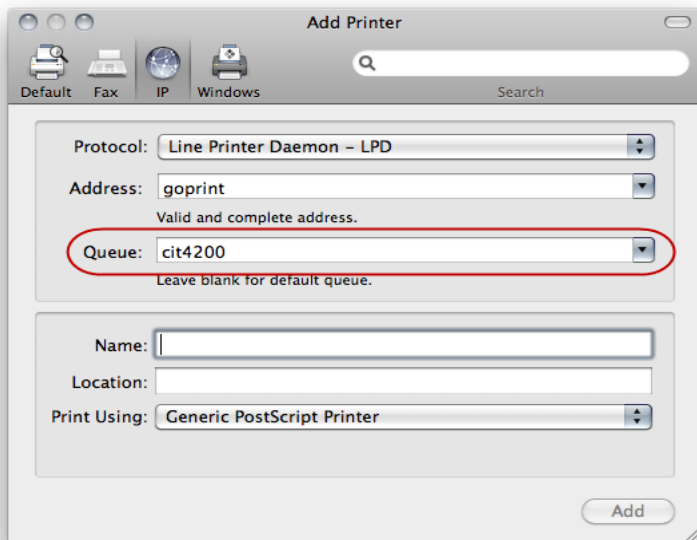 Add Printer
Default Fax IP Windows Search
Protocol: Line Printer Daemon – LPD
Address: goprint
Valid and complete address.
Queue: cit4200
Leave blank for default queue.
Name:
Location:
Print Using: Generic PostScript Printer
Add